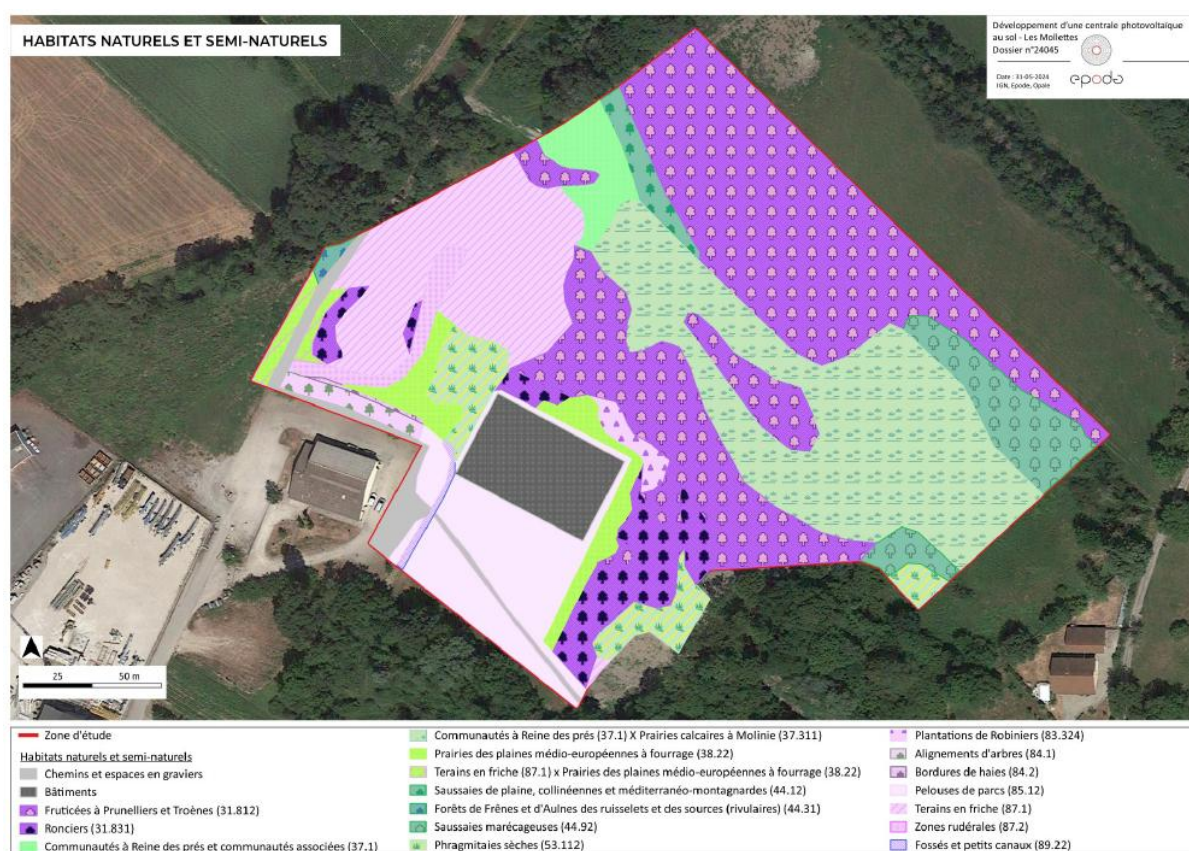 HABITATS NATURELS ET SEMI-NATURELS
Développement d'une centrale photovoltaïque
au sol - Les Mollettes
Dossier n°24045
Date : 31-05-2024
IGN, Epode, Opale
epode
25 50 m
Zone d'étude
Habitats naturels et semi-naturels
Chemins et espaces en graviers
Bâtiments
Fruticées à Prunelliers et Troènes (31.812)
Ronciers (31.831)
Communautés à Reine des prés et communautés associées (37.1)
Communautés à Reine des prés (37.1) X Prairies calcaires à Molinie (37.311)
Prairies des plaines médio-européennes à fourrage (38.22)
Terains en friche (87.1) x Prairies des plaines médio-européennes à fourrage (38.22)
Saussaies de plaine, collinéennes et méditerranéo-montagnardes (44.12)
Forêts de Frênes et d'Aulnes des ruisselets et des sources (rivulaires) (44.31)
Saussaies marécageuses (44.92)
Phragmitaies sèches (53.112)
Plantations de Robiniers (83.324)
Alignements d'arbres (84.1)
Bordures de haies (84.2)
Pelouses de parcs (85.12)
Terains en friche (87.1)
Zones rudérales (87.2)
Fossés et petits canaux (89.22)